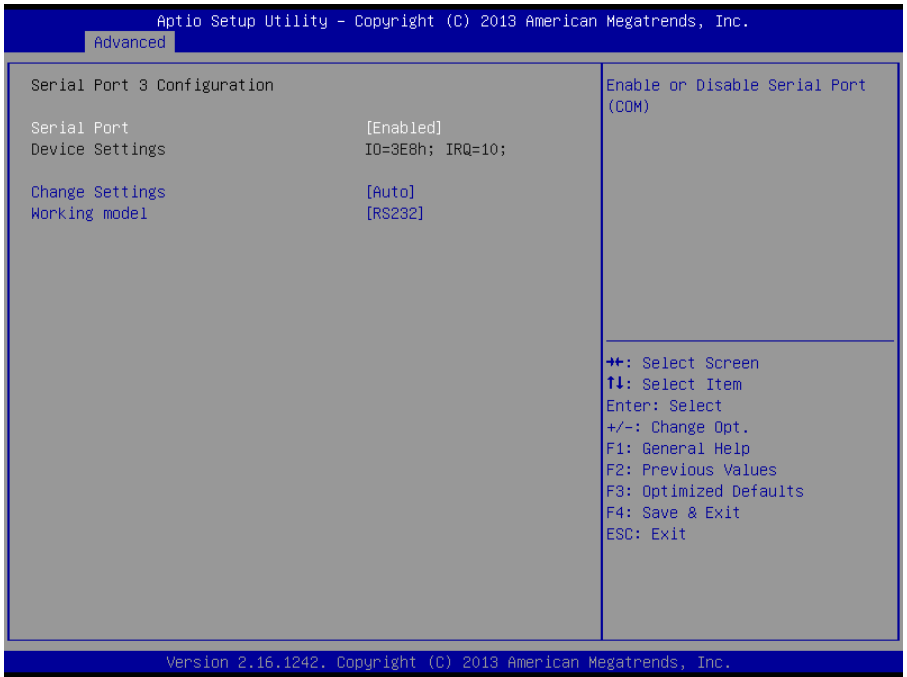 Aptio Setup Utility – Copyright (C) 2013 American Megatrends, Inc.
Advanced
Serial Port 3 Configuration
Serial Port [Enabled]
Device Settings IO=3E8h; IRQ=10;
Change Settings [Auto]
Working model [RS232]
Enable or Disable Serial Port
(COM)
→←: Select Screen
↑↓: Select Item
Enter: Select
+/-: Change Opt.
F1: General Help
F2: Previous Values
F3: Optimized Defaults
F4: Save & Exit
ESC: Exit
Version 2.16.1242. Copyright (C) 2013 American Megatrends, Inc.